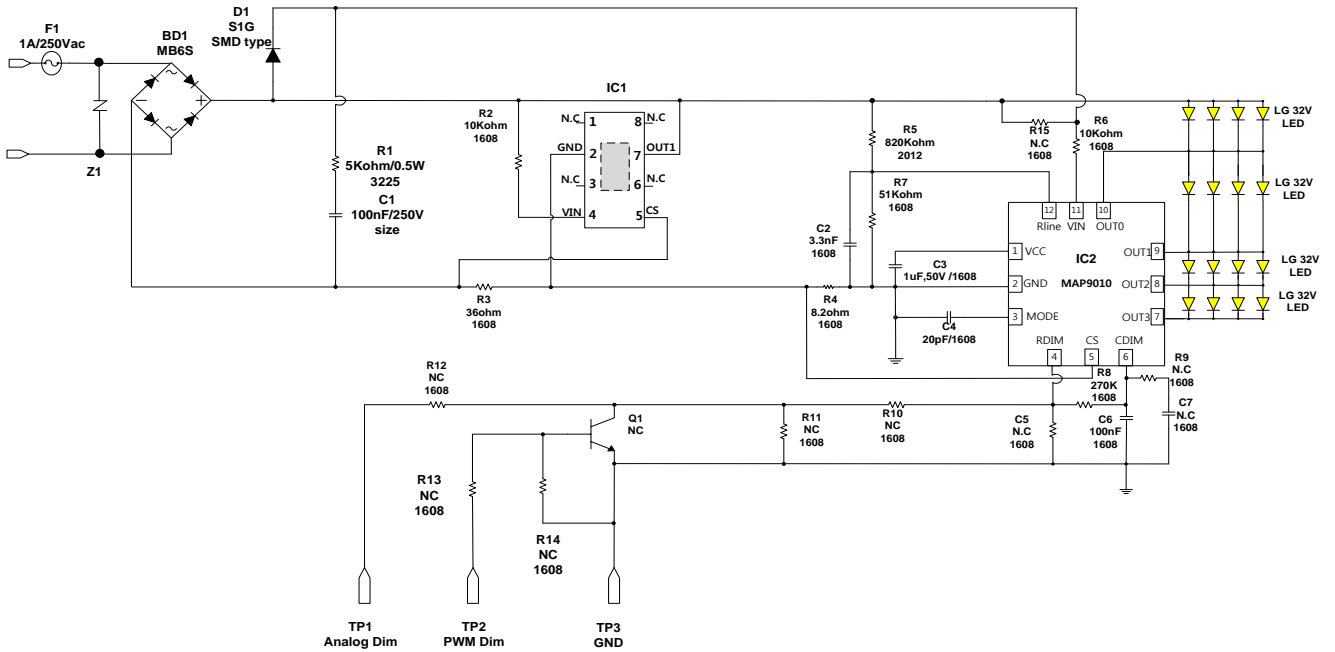 F1
1A/250Vac
BD1
MB6S
D1
S1G
SMD type
Z1
R1
5Kohm/0.5W
3225
C1
100nF/250V
size
R2
10Kohm
1608
IC1
N.C
1
8
N.C
GND
2
7
OUT1
N.C
3
6
N.C
VIN
4
5
CS
R3
36ohm
1608
R5
820Kohm
2012
R7
51Kohm
1608
C2
3.3nF
1608
C3
1uF,50V /1608
R4
8.2ohm
1608
C4
20pF/1608
R15
N.C
1608
R6
10Kohm
1608
12
11
10
Rline
VIN
OUT0
1
VCC
IC2
OUT1
9
2
GND
MAP9010
OUT2
8
3
MODE
OUT3
7
RDIM
CS
CDIM
4
5
6
LG 32V
LED
LG 32V
LED
LG 32V
LED
LG 32V
LED
R8
270K
1608
R9
N.C
1608
C7
N.C
1608
C5
N.C
1608
C6
100nF
1608
R12
NC
1608
Q1
NC
R11
NC
1608
R10
NC
1608
R13
NC
1608
R14
NC
1608
TP1
Analog Dim
TP2
PWM Dim
TP3
GND